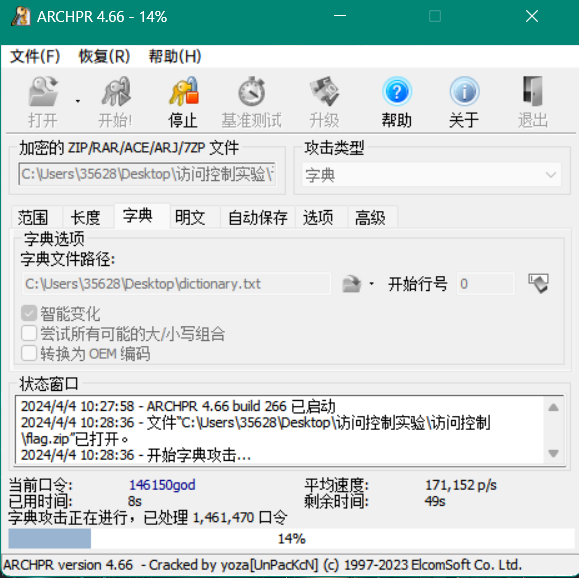 ARCHPR 4.66 - 14%
文件(F) 恢复(R) 帮助(H)
打开 开始! 停止 基准测试 升级 帮助 关于 退出
加密的 ZIP/RAR/ACE/ARJ/7ZP 文件
C:\Users\35628\Desktop\访问控制实验\
攻击类型
字典
范围 长度 字典 明文 自动保存 选项 高级
字典选项
字典文件路径:
C:\Users\35628\Desktop\dictionary.txt 开始行号 0
智能变化
尝试所有可能的大/小写组合
转换为 OEM 编码
状态窗口
2024/4/4 10:27:58 - ARCHPR 4.66 build 266 已启动
2024/4/4 10:28:36 - 文件“C:\Users\35628\Desktop\访问控制实验\访问控制
\flag.zip”已打开。
2024/4/4 10:28:36 - 开始字典攻击...
当前口令: 146150god 平均速度: 171,152 p/s
已用时间: 8s 剩余时间: 49s
字典攻击正在进行，已处理 1,461,470 口令
14%
ARCHPR version 4.66 - Cracked by yoza[UnPacKcN] (c) 1997-2023 ElcomSoft Co. Ltd.